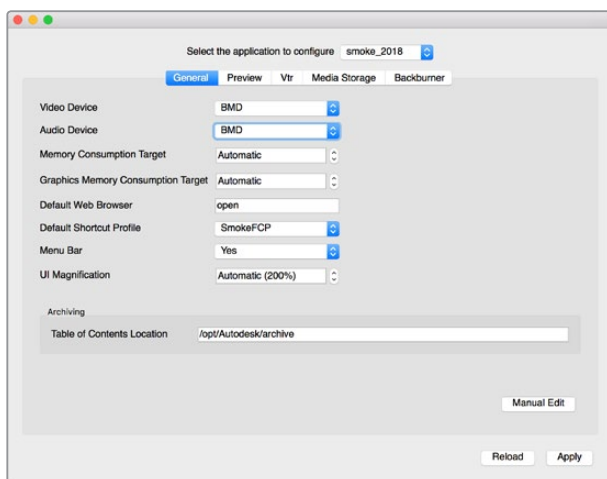 Select the application to configure smoke_2018
General Preview Vtr Media Storage Backburner
Video Device BMD
Audio Device BMD
Memory Consumption Target Automatic
Graphics Memory Consumption Target Automatic
Default Web Browser open
Default Shortcut Profile SmokeFCP
Menu Bar Yes
UI Magnification Automatic (200%)
Archiving
Table of Contents Location /opt/Autodesk/archive
Manual Edit
Reload Apply